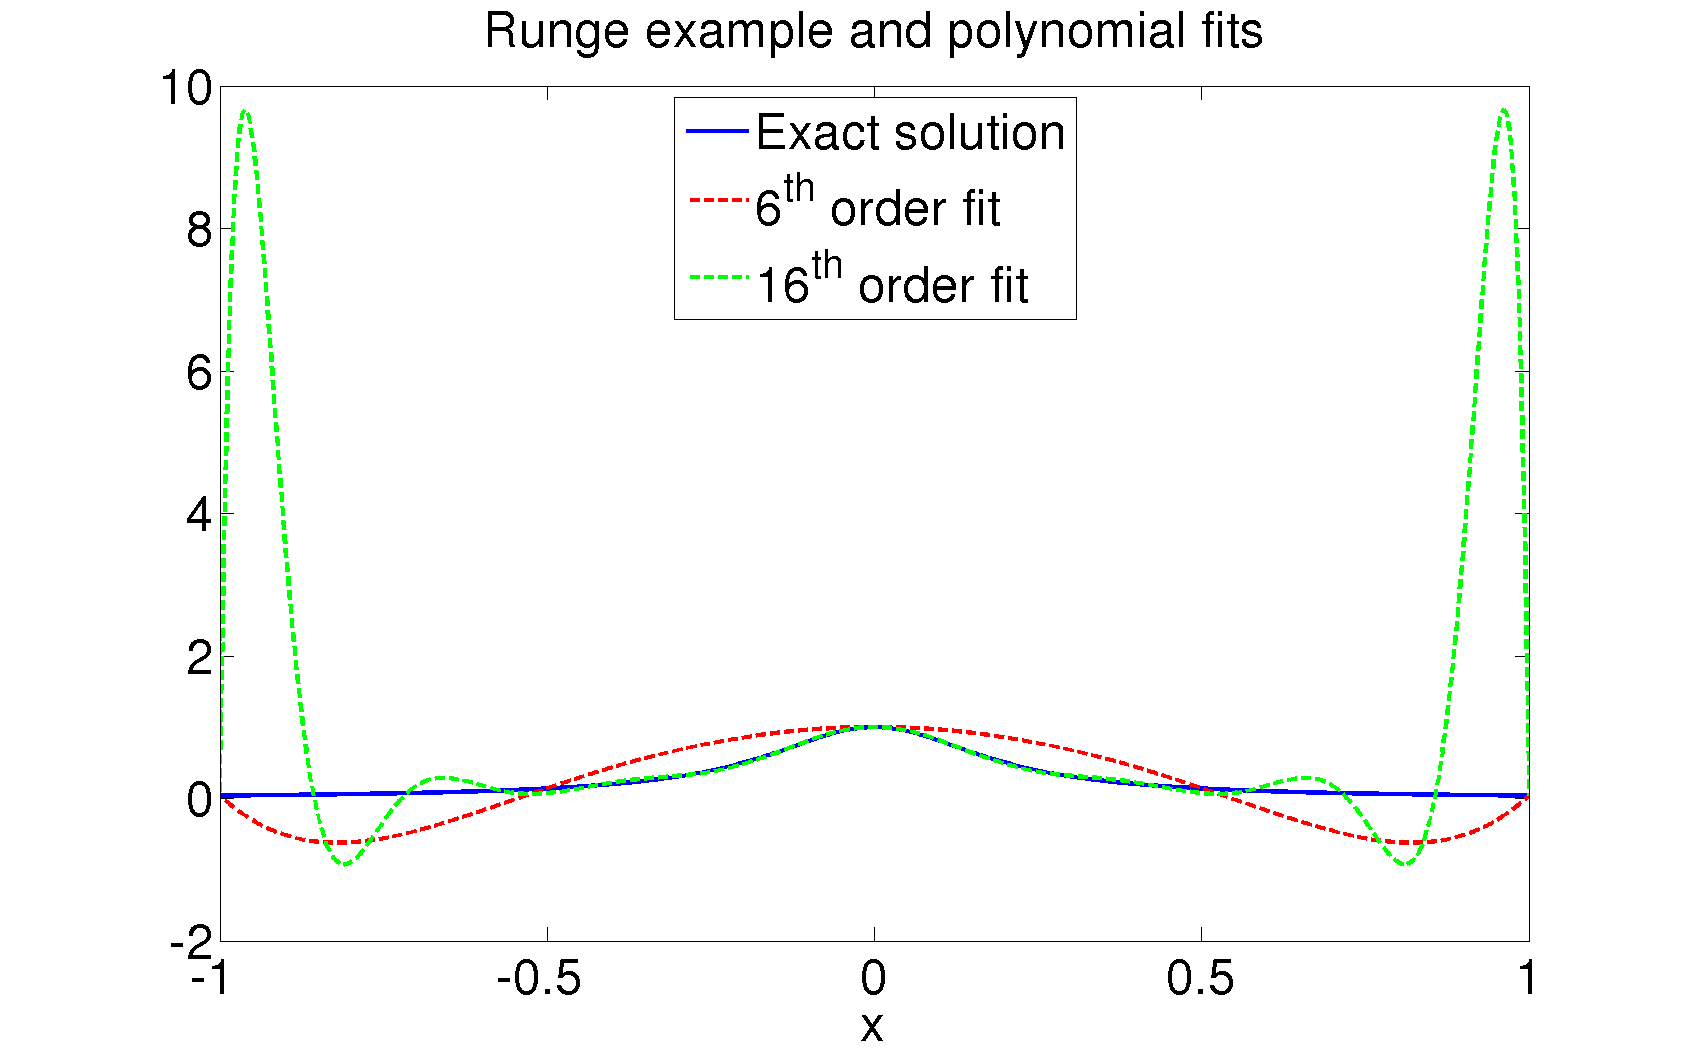 Runge example and polynomial fits
10
8
6
4
2
0
-2
Exact solution
6th order fit
16th order fit
-1 -0.5 0 0.5 1
x